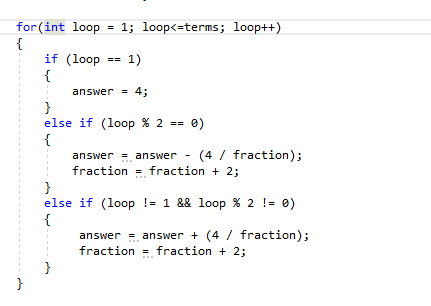 for(int loop = 1; loop<=terms; loop++)
{
if (loop == 1)
{
answer = 4;
}
else if (loop % 2 == 0)
{
answer = answer - (4 / fraction);
fraction = fraction + 2;
}
else if (loop != 1 && loop % 2 != 0)
{
answer = answer + (4 / fraction);
fraction = fraction + 2;
}
}